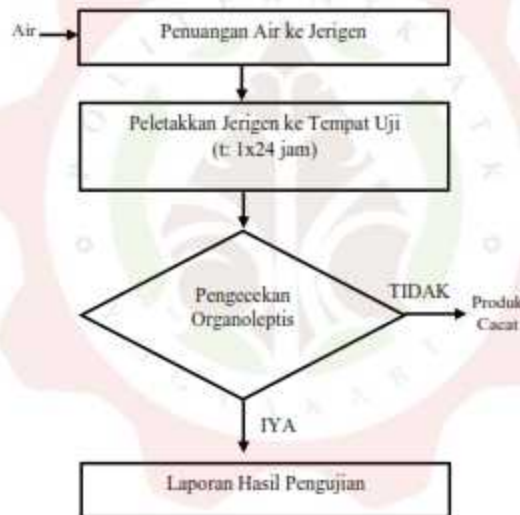 Air
Penuangan Air ke Jerigen
Peletakkan Jerigen ke Tempat Uji
(t: 1x24 jam)
Pengecekan
Organoleptis
TIDAK
Produk
Cacat
IYA
Laporan Hasil Pengujian